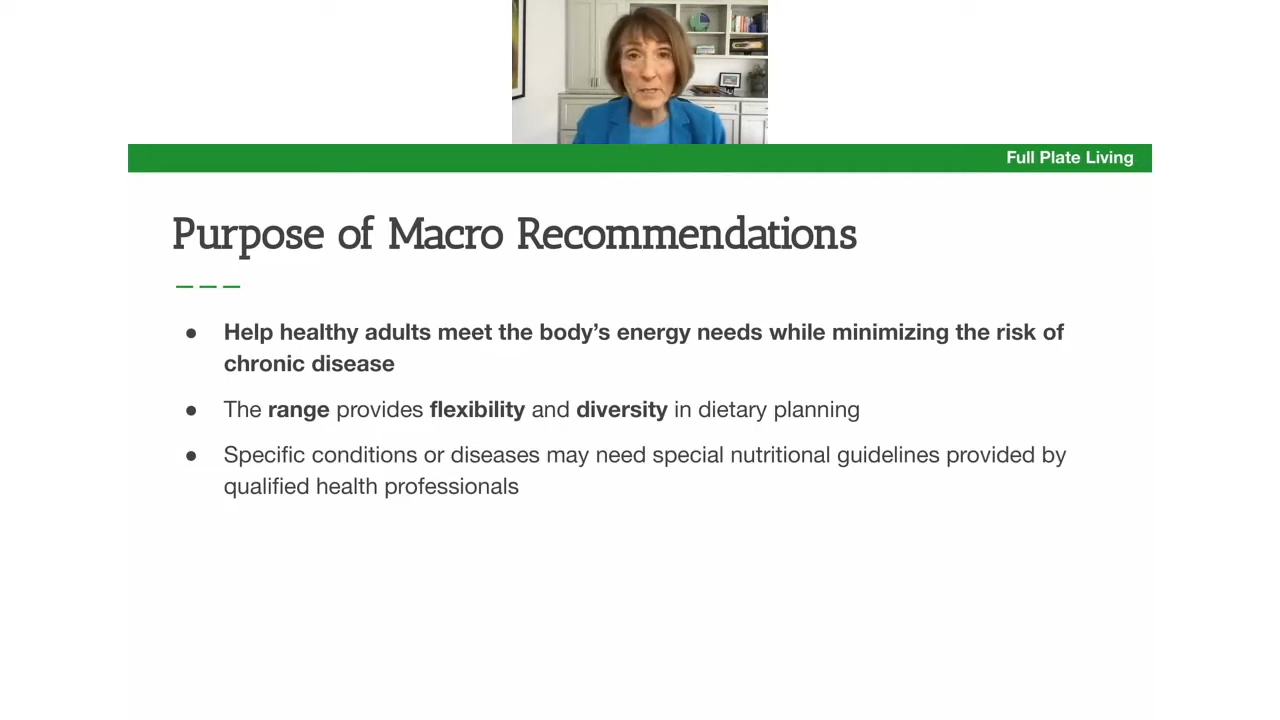 Full Plate Living
Purpose of Macro Recommendations
● Help healthy adults meet the body’s energy needs while minimizing the risk of
chronic disease
● The range provides flexibility and diversity in dietary planning
● Specific conditions or diseases may need special nutritional guidelines provided by
qualified health professionals